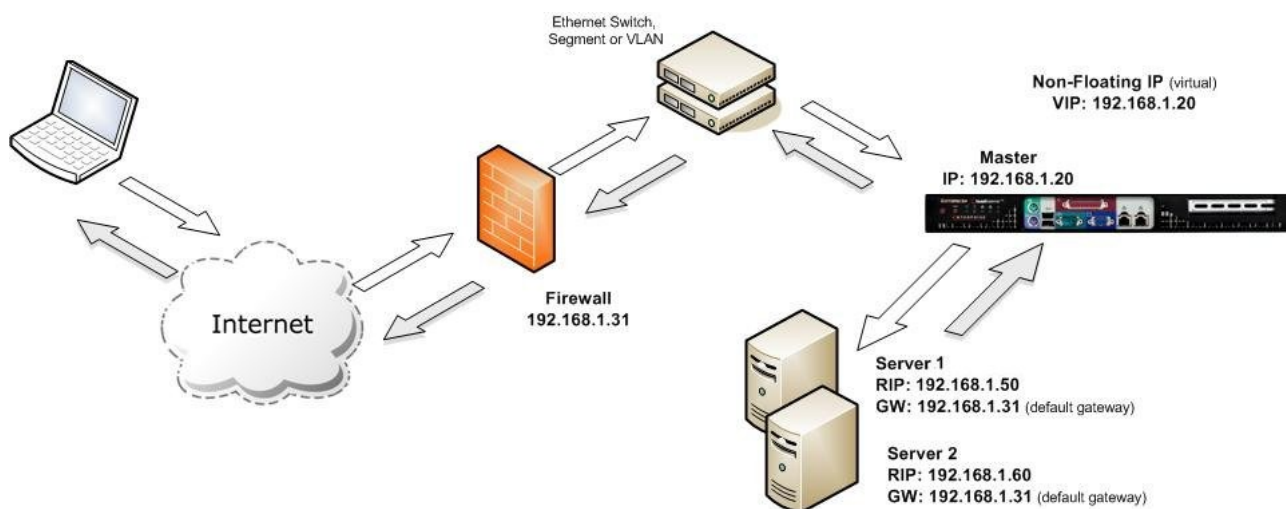 Ethernet Switch,
Segment or VLAN
Non-Floating IP (virtual)
VIP: 192.168.1.20
Master
IP: 192.168.1.20
Internet
Firewall
192.168.1.31
Server 1
RIP: 192.168.1.50
GW: 192.168.1.31 (default gateway)
Server 2
RIP: 192.168.1.60
GW: 192.168.1.31 (default gateway)